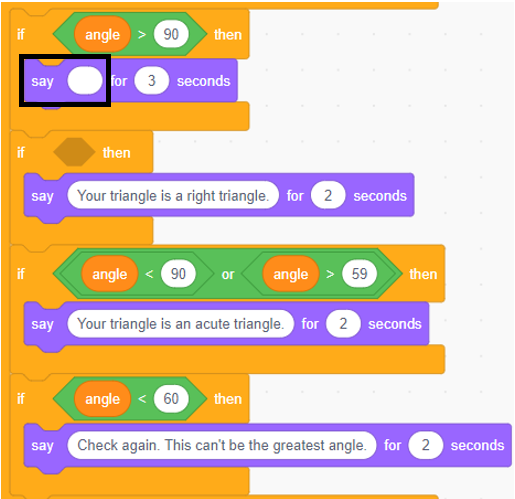 if angle > 90 then
say for 3 seconds
if then
say Your triangle is a right triangle. for 2 seconds
if angle < 90 or angle > 59 then
say Your triangle is an acute triangle. for 2 seconds
if angle < 60 then
say Check again. This can't be the greatest angle. for 2 seconds